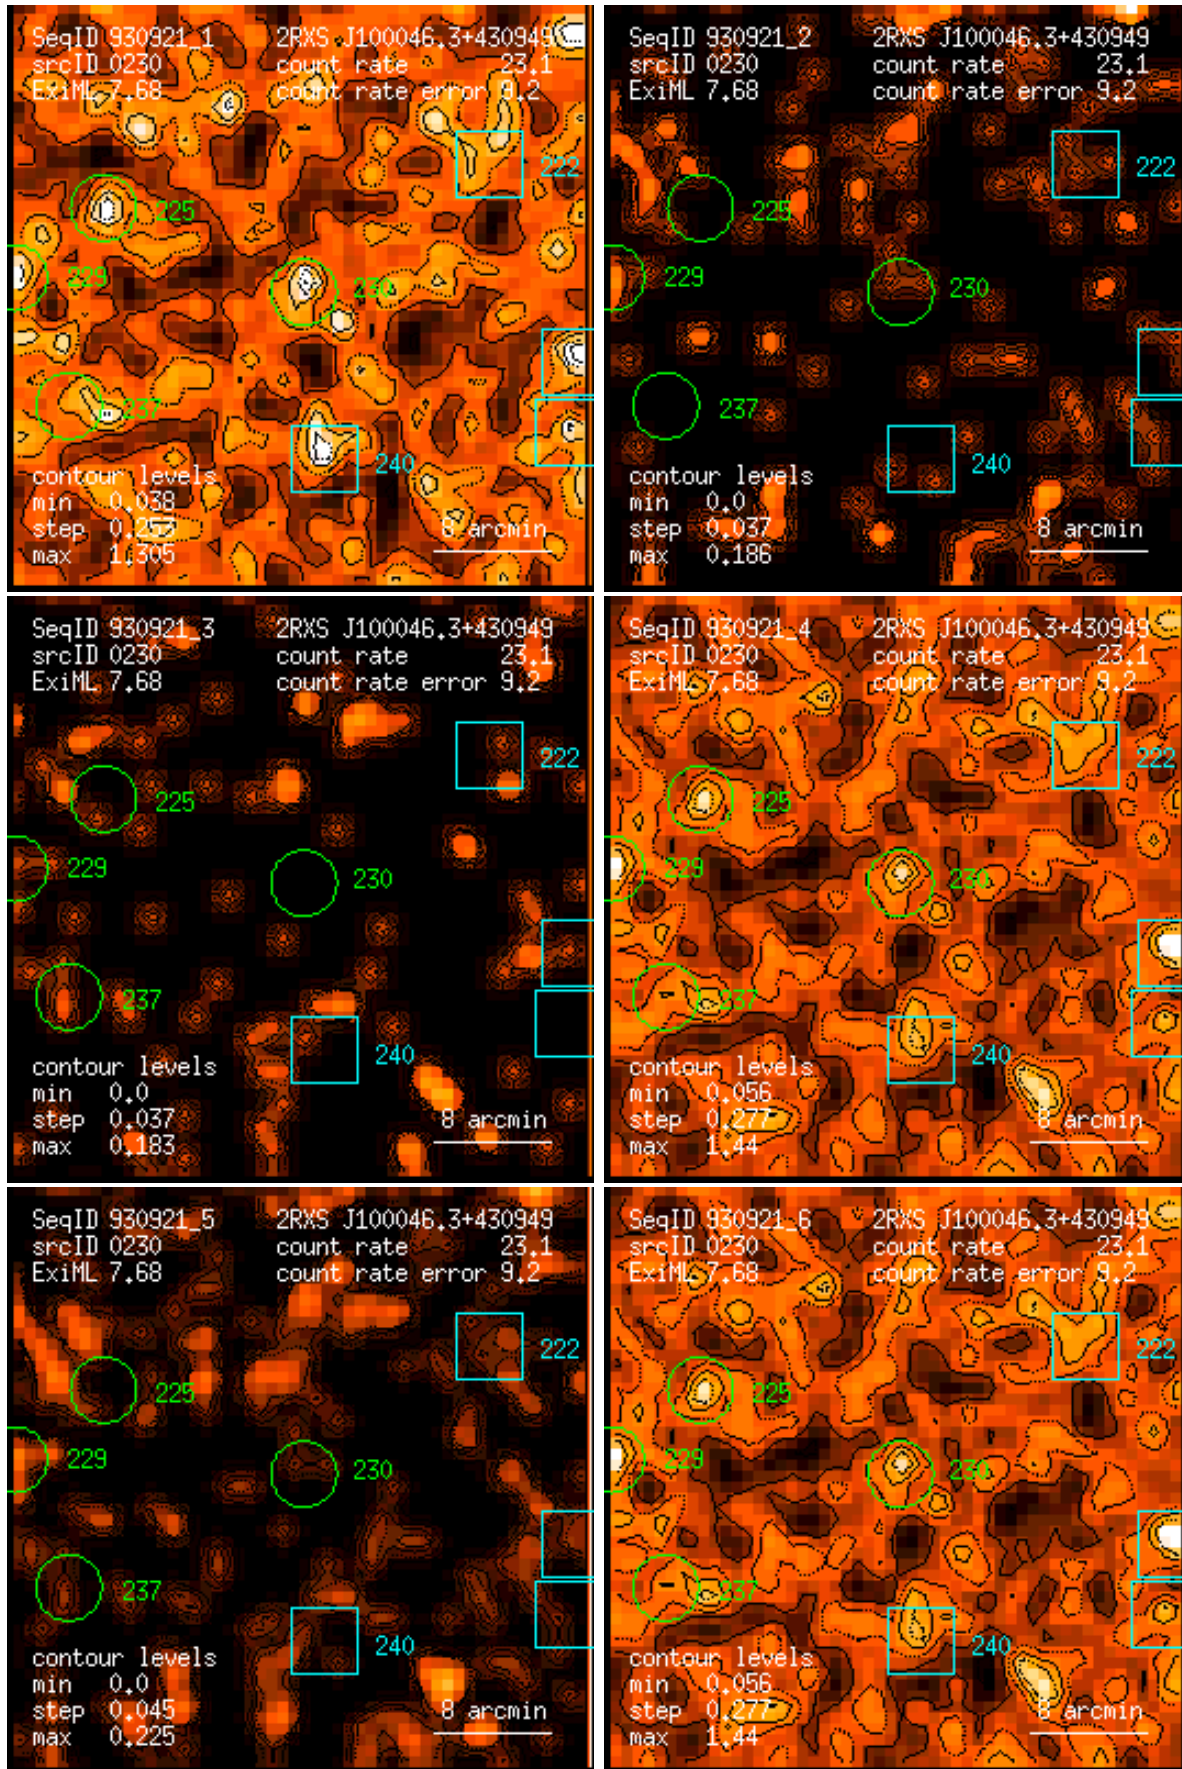 SeqID 930921_1 2RXS J100046.3+430949
srcID 0230 count rate 23.1
ExiML 7.68 count rate error 9.2
222
225
229
230
237
240
contour levels
min 0.038
step 0.253
max 1.305
8 arcmin
SeqID 930921_2 2RXS J100046.3+430949
srcID 0230 count rate 23.1
ExiML 7.68 count rate error 9.2
222
225
229
230
237
240
contour levels
min 0.0
step 0.037
max 0.186
8 arcmin
SeqID 930921_3 2RXS J100046.3+430949
srcID 0230 count rate 23.1
ExiML 7.68 count rate error 9.2
222
225
229
230
237
240
contour levels
min 0.0
step 0.037
max 0.183
8 arcmin
SeqID 930921_4 2RXS J100046.3+430949
srcID 0230 count rate 23.1
ExiML 7.68 count rate error 9.2
222
225
229
230
237
240
contour levels
min 0.056
step 0.277
max 1.44
8 arcmin
SeqID 930921_5 2RXS J100046.3+430949
srcID 0230 count rate 23.1
ExiML 7.68 count rate error 9.2
222
225
229
230
237
240
contour levels
min 0.0
step 0.045
max 0.225
8 arcmin
SeqID 930921_6 2RXS J100046.3+430949
srcID 0230 count rate 23.1
ExiML 7.68 count rate error 9.2
222
225
229
230
237
240
contour levels
min 0.056
step 0.277
max 1.44
8 arcmin